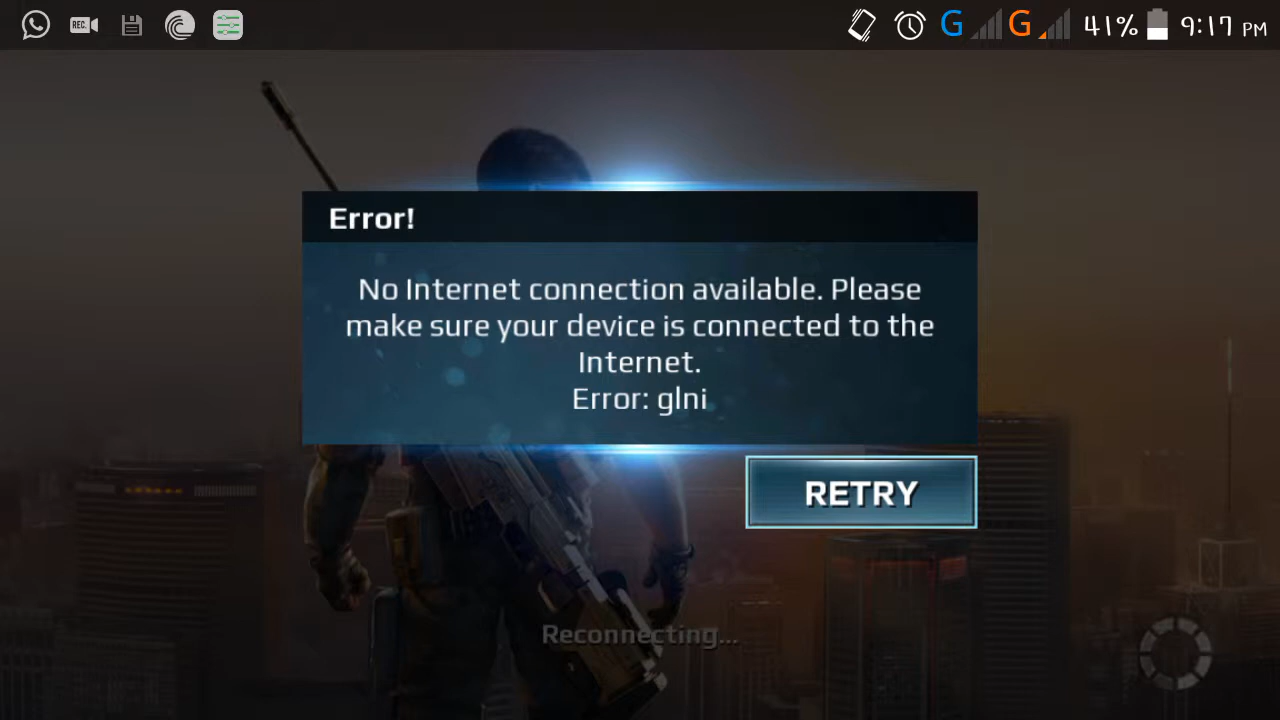 REC. G G 41% 9:17 PM
Error!
No Internet connection available. Please
make sure your device is connected to the
Internet.
Error: glni
RETRY
Reconnecting...